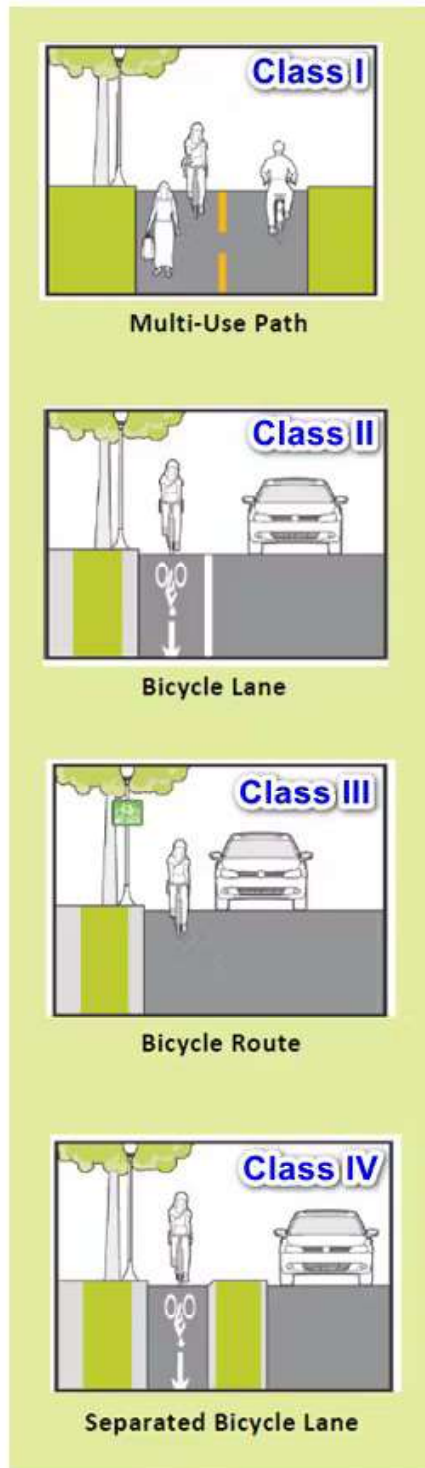 Class I
Multi-Use Path
Class II
Bicycle Lane
Class III
Bicycle Route
Class IV
Separated Bicycle Lane